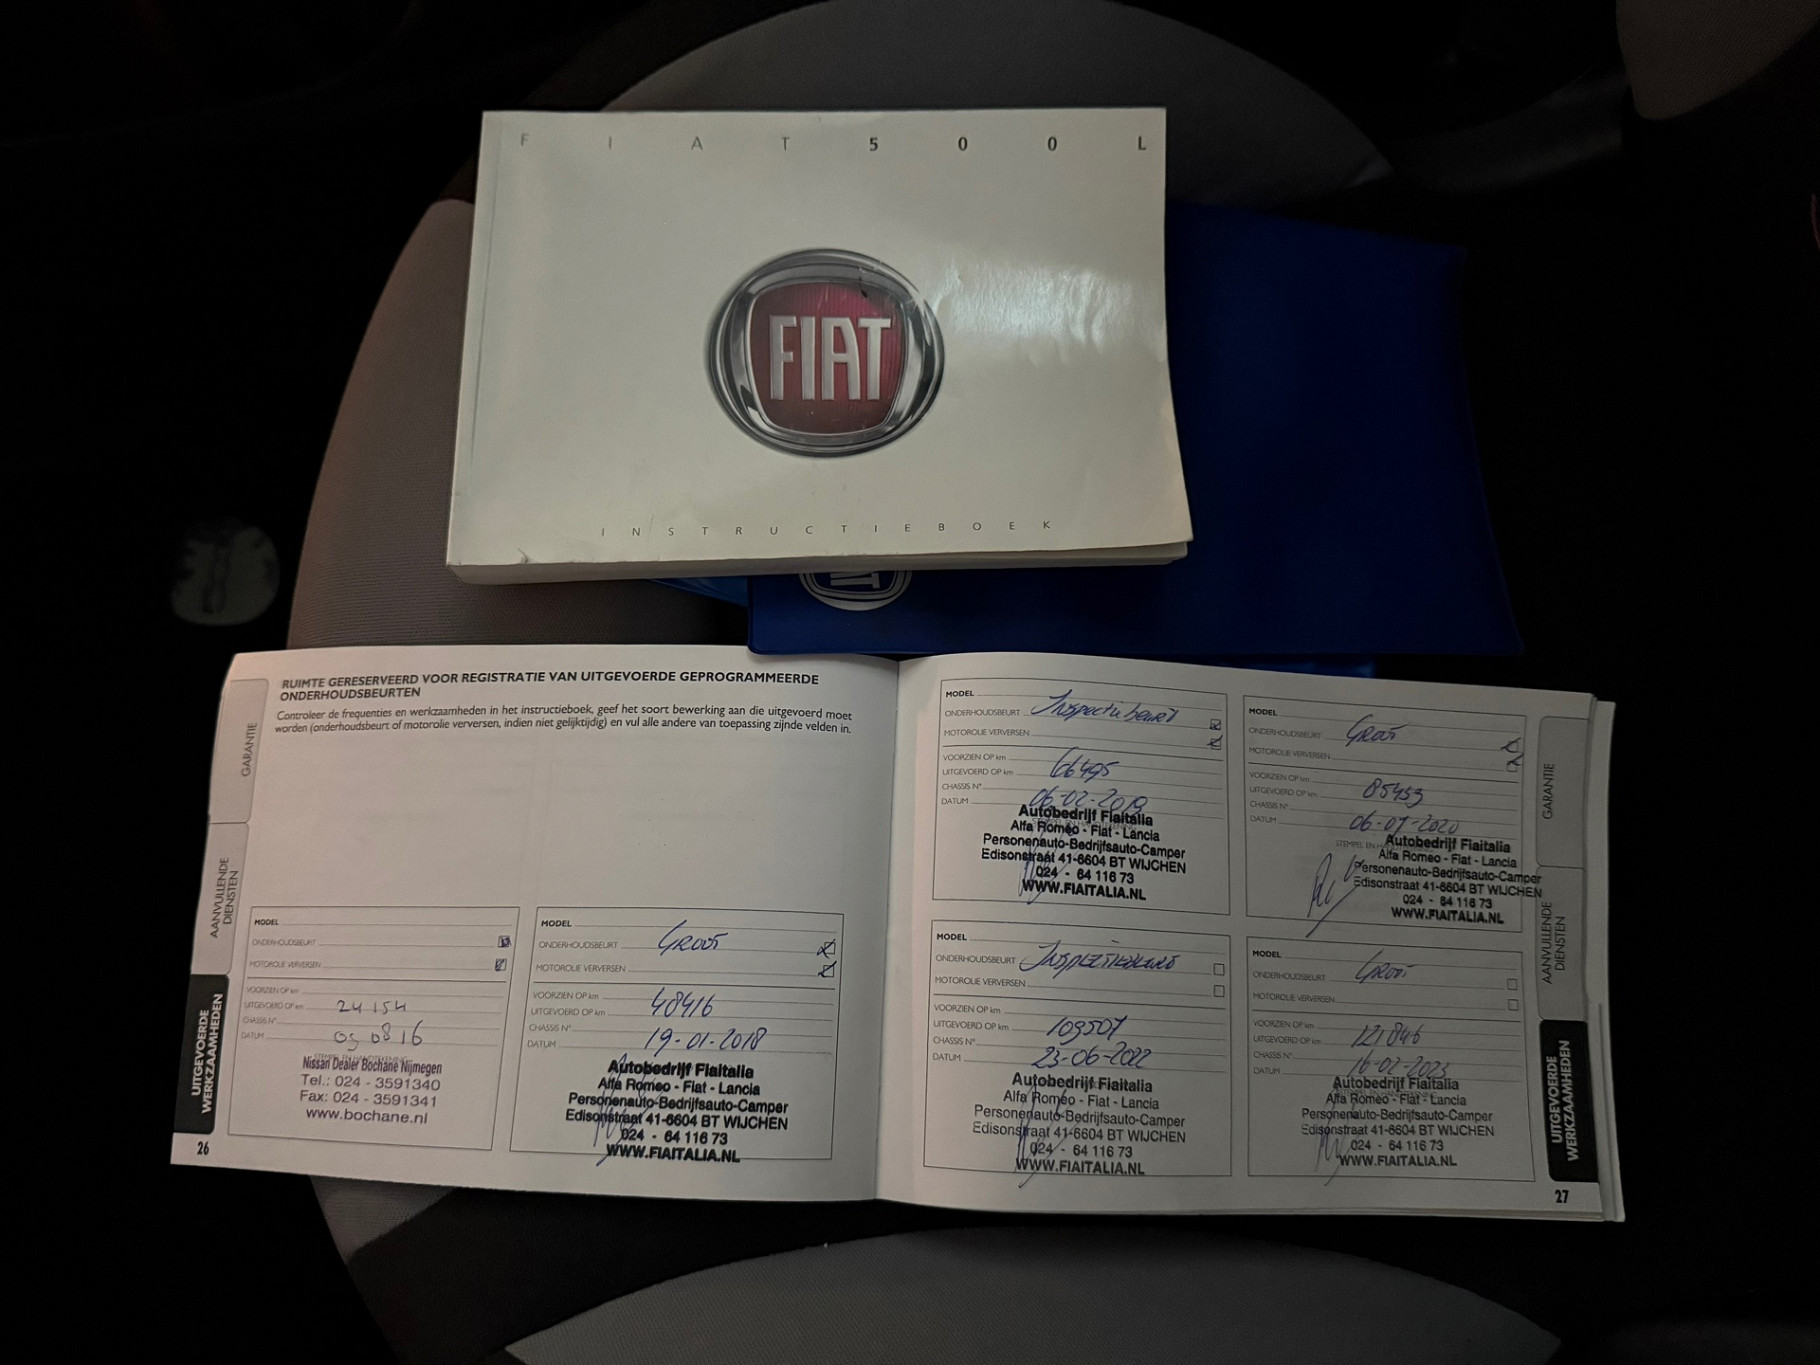 FIAT 500L
FIAT
INSTRUCTIEBOEK
RUIMTE GERESERVEERD VOOR REGISTRATIE VAN UITGEVOERDE GEPROGRAMMEERDE
ONDERHOUDSBEURTEN
Controleer de frequenties en werkzaamheden in het instructieboek, geef het soort bewerking aan die uitgevoerd moet
worden (onderhoudsbeurt of motorolie verversen, indien niet gelijktijdig) en vul alle andere van toepassing zijnde velden in.
GARANTIE
AANVULLENDE
DIENSTEN
UITGEVOERDE
WERKZAAMHEDEN
26
MODEL
ONDERHOUDSBEURT
MOTOROLIE VERVERSEN
VOORZIEN OP km
UITGEVOERD OP km 24154
CHASSIS N°
DATUM 09 08 16
STEMPEL EN HANDTEKENING
Nissan Dealer Bochane Nijmegen
Tel.: 024 - 3591340
Fax: 024 - 3591341
www.bochane.nl
MODEL
ONDERHOUDSBEURT GROOT
MOTOROLIE VERVERSEN
VOORZIEN OP km
UITGEVOERD OP km 48416
CHASSIS N°
DATUM 19-01-2018
Autobedrijf Fiaitalia
Alfa Romeo - Fiat - Lancia
Personenauto-Bedrijfsauto-Camper
Edisonstraat 41-6604 BT WIJCHEN
024 - 64 116 73
WWW.FIAITALIA.NL
MODEL
ONDERHOUDSBEURT Inspectiebeurt
MOTOROLIE VERVERSEN
VOORZIEN OP km
UITGEVOERD OP km 66495
CHASSIS N°
DATUM 06-02-2019
Autobedrijf Fiaitalia
Alfa Romeo - Fiat - Lancia
Personenauto-Bedrijfsauto-Camper
Edisonstraat 41-6604 BT WIJCHEN
024 - 64 116 73
WWW.FIAITALIA.NL
MODEL
ONDERHOUDSBEURT GROOT
MOTOROLIE VERVERSEN
VOORZIEN OP km
UITGEVOERD OP km 85453
CHASSIS N°
DATUM 06-07-2020
STEMPEL EN
Autobedrijf Fiaitalia
Alfa Romeo - Fiat - Lancia
Personenauto-Bedrijfsauto-Camper
Edisonstraat 41-6604 BT WIJCHEN
024 - 64 116 73
WWW.FIAITALIA.NL
MODEL
ONDERHOUDSBEURT INSPECTIEBEURT
MOTOROLIE VERVERSEN
VOORZIEN OP km
UITGEVOERD OP km 109507
CHASSIS N°
DATUM 23-06-2022
Autobedrijf Fiaitalia
Alfa Romeo - Fiat - Lancia
Personenauto-Bedrijfsauto-Camper
Edisonstraat 41-6604 BT WIJCHEN
024 - 64 116 73
WWW.FIAITALIA.NL
MODEL
ONDERHOUDSBEURT GROOT
MOTOROLIE VERVERSEN
VOORZIEN OP km
UITGEVOERD OP km 121846
CHASSIS N°
DATUM 16-02-2023
Autobedrijf Fiaitalia
Alfa Romeo - Fiat - Lancia
Personenauto-Bedrijfsauto-Camper
Edisonstraat 41-6604 BT WIJCHEN
024 - 64 116 73
WWW.FIAITALIA.NL
GARANTIE
AANVULLENDE
DIENSTEN
UITGEVOERDE
WERKZAAMHEDEN
27